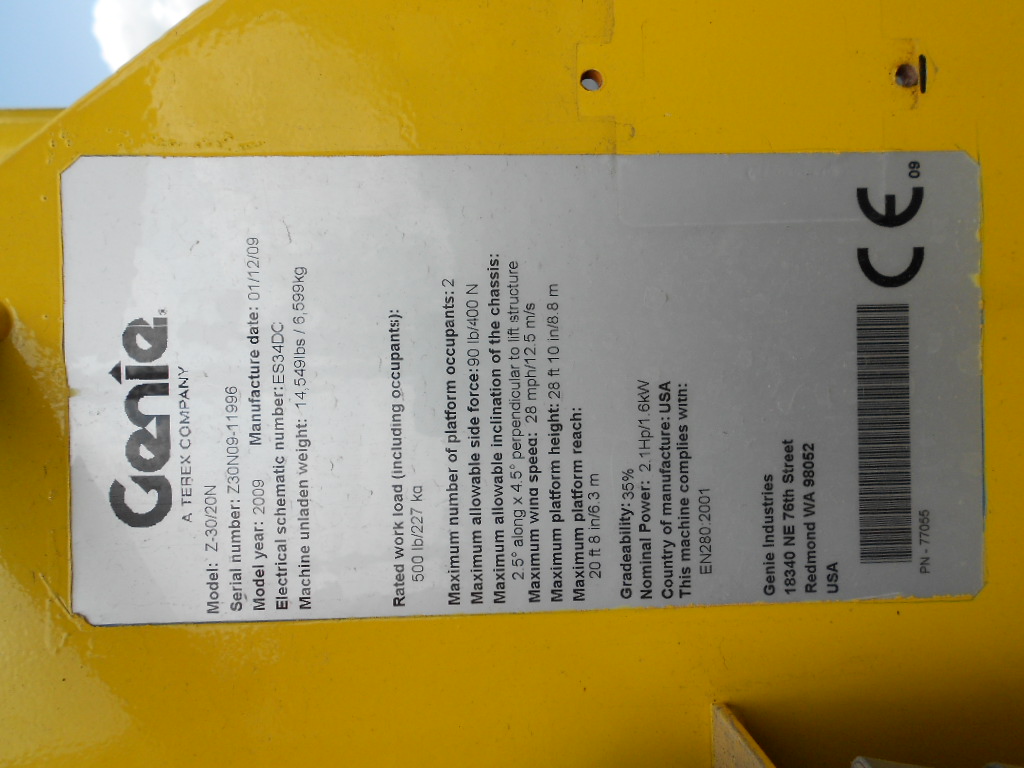 Genie
A TEREX COMPANY
Model: Z-30/20N
Serial number: Z30N09-11996
Model year: 2009 Manufacture date: 01/12/09
Electrical schematic number: ES34DC
Machine unladen weight: 14,549lbs / 6,599kg
Rated work load (including occupants):
500 lb/227 kg
Maximum number of platform occupants: 2
Maximum allowable side force: 90 lb/400 N
Maximum allowable inclination of the chassis:
2.5° along x 4.5° perpendicular to lift structure
Maximum wind speed: 28 mph/12.5 m/s
Maximum platform height: 28 ft 10 in/8.8 m
Maximum platform reach:
20 ft 8 in/6.3 m
Gradeability: 35%
Nominal Power: 2.1Hp/1.6kW
Country of manufacture: USA
This machine complies with:
EN280:2001
Genie Industries
18340 NE 76th Street
Redmond WA 98052
USA
PN - 77055
CE 09